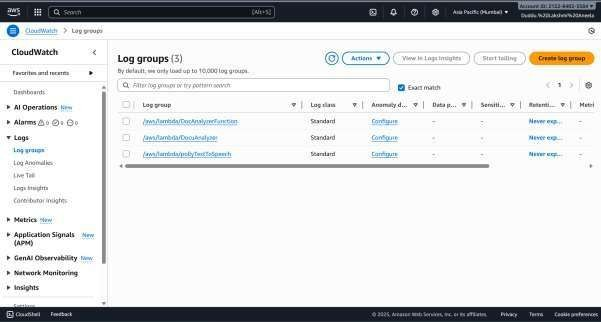 aws
Search
[Alt+S]
Asia Pacific (Mumbai)
CloudWatch > Log groups
CloudWatch
Favorites and recents
Dashboards
AI Operations New
Alarms 0 0 0
Logs
Log groups
Log Anomalies
Live Tail
Logs Insights
Contributor Insights
Metrics New
Application Signals New
(APM)
GenAI Observability New
Network Monitoring
Insights
Log groups (3)
By default, we only load up to 10,000 log groups.
Actions
View in Logs Insights
Start tailing
Create log group
Filter log groups or try pattern search
Exact match
1
Log group Log class Anomaly d... Data p... Sensiti... Retenti... Metri
/aws/lambda/DocAnalyzerFunction Standard Configure - - Never exp... -
/aws/lambda/DocuAnalyzer Standard Configure - - Never exp... -
/aws/lambda/pollyTextToSpeech Standard Configure - - Never exp... -
CloudShell Feedback
© 2025, Amazon Web Services, Inc. or its affiliates. Privacy Terms Cookie preferences